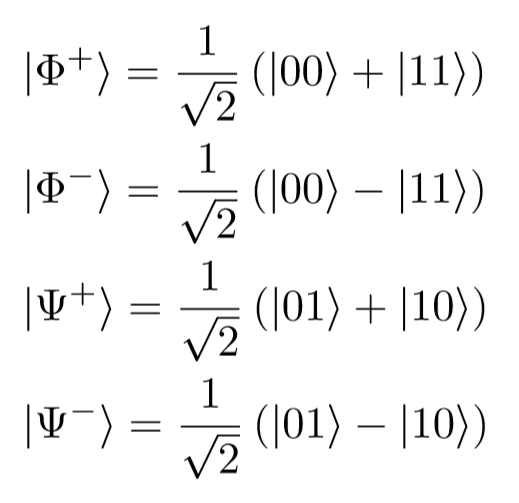 |Φ⁺⟩ = 1/√2 (|00⟩ + |11⟩)
|Φ⁻⟩ = 1/√2 (|00⟩ − |11⟩)
|Ψ⁺⟩ = 1/√2 (|01⟩ + |10⟩)
|Ψ⁻⟩ = 1/√2 (|01⟩ − |10⟩)